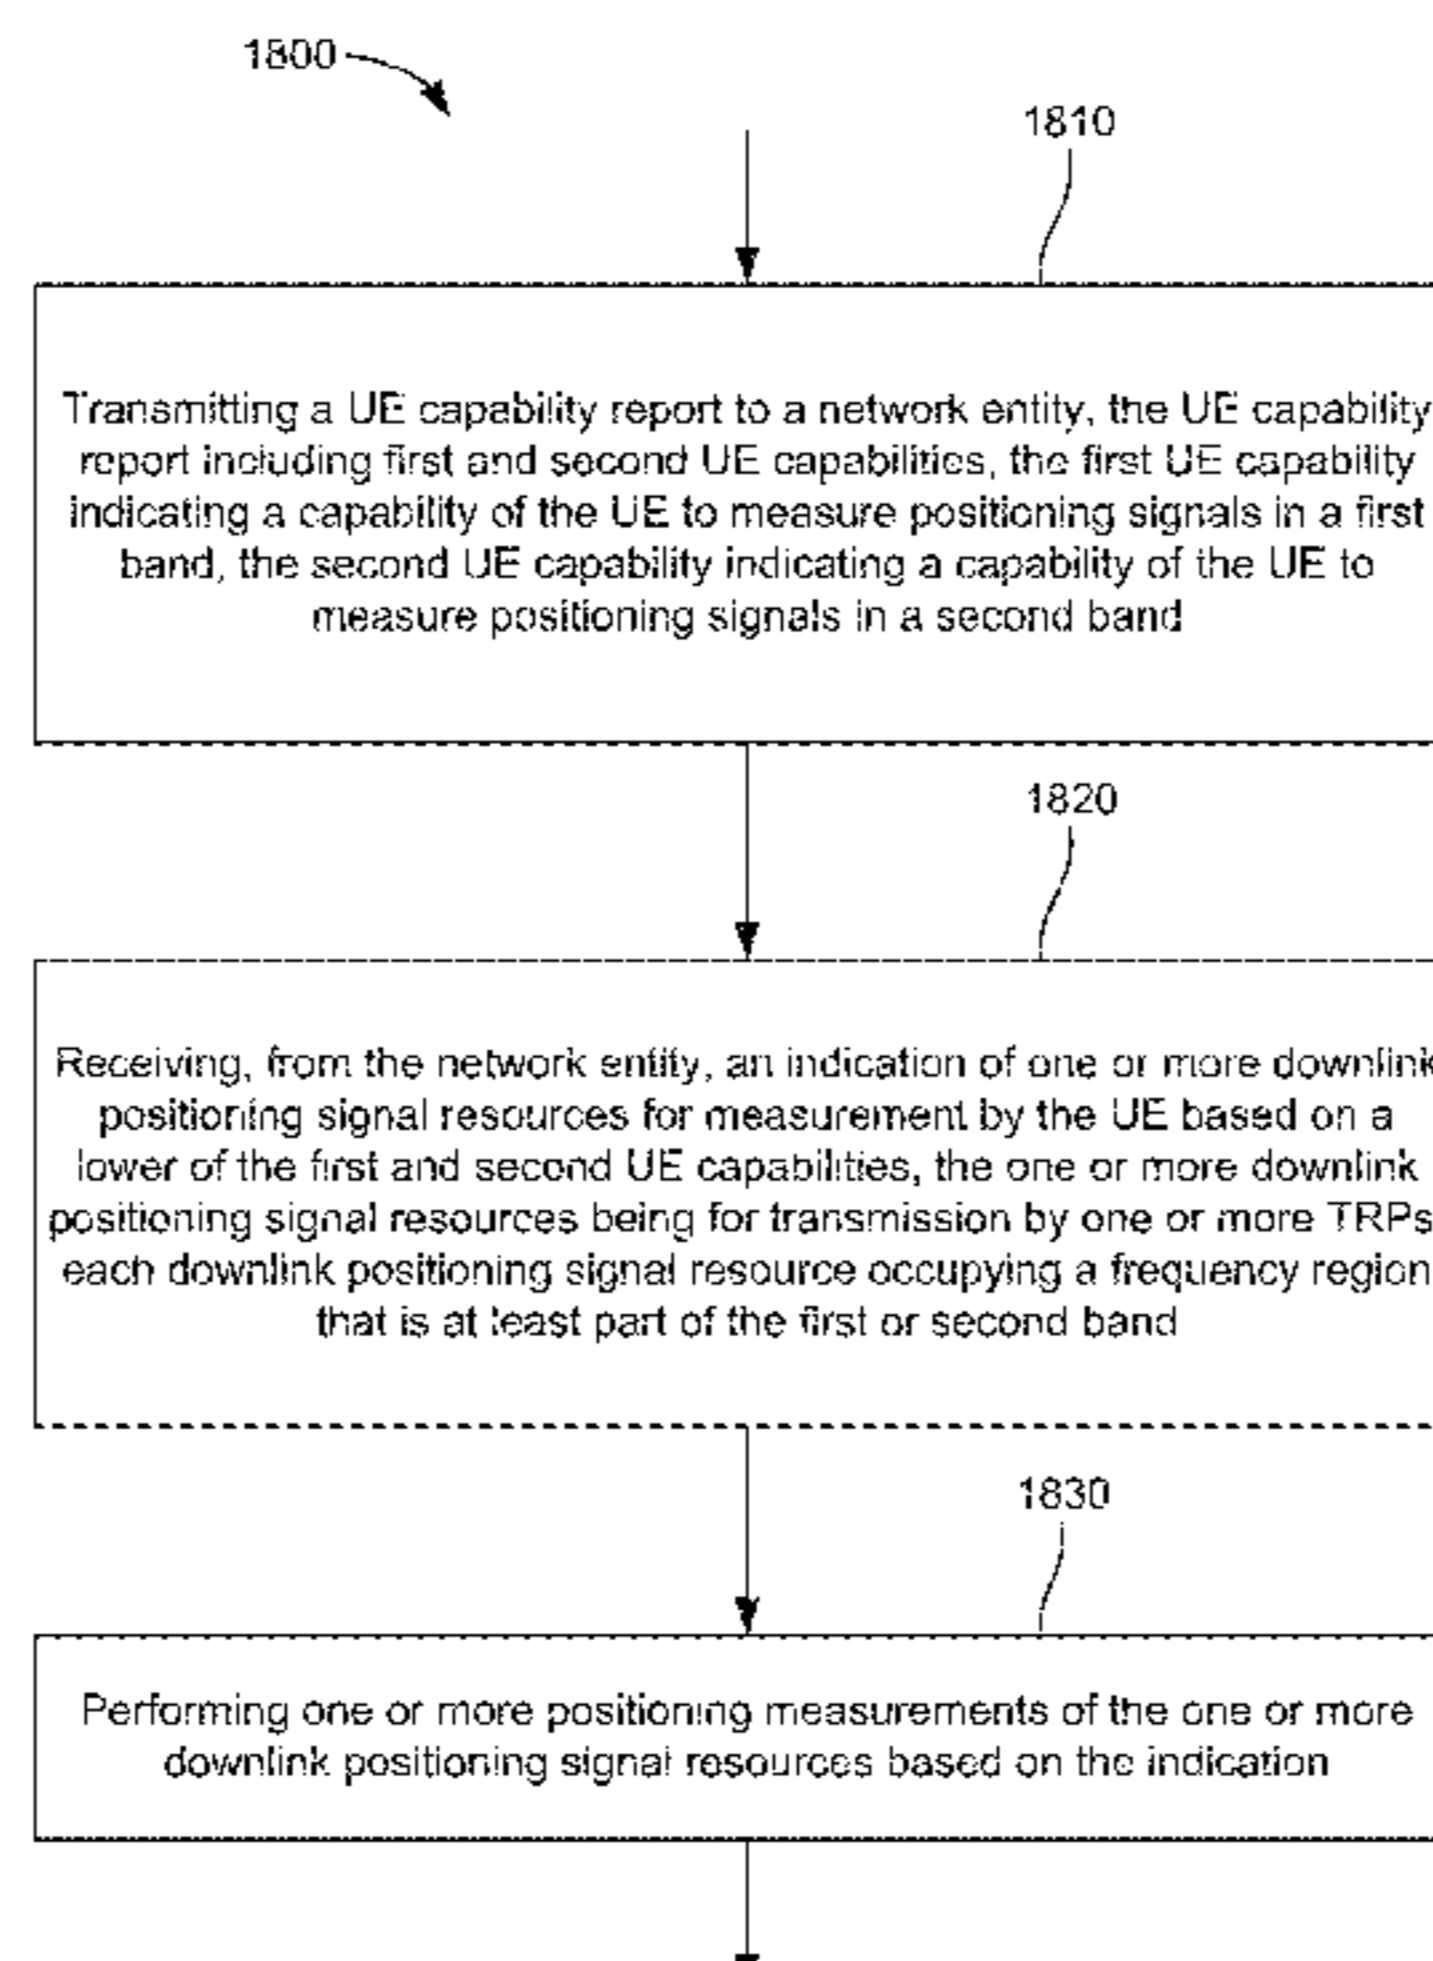 1800
1810
Transmitting a UE capability report to a network entity, the UE capability
report including first and second UE capabilities, the first UE capability
indicating a capability of the UE to measure positioning signals in a first
band, the second UE capability indicating a capability of the UE to
measure positioning signals in a second band
1820
Receiving, from the network entity, an indication of one or more downlink
positioning signal resources for measurement by the UE based on a
lower of the first and second UE capabilities, the one or more downlink
positioning signal resources being for transmission by one or more TRPs
each downlink positioning signal resource occupying a frequency region
that is at least part of the first or second band
1830
Performing one or more positioning measurements of the one or more
downlink positioning signal resources based on the indication